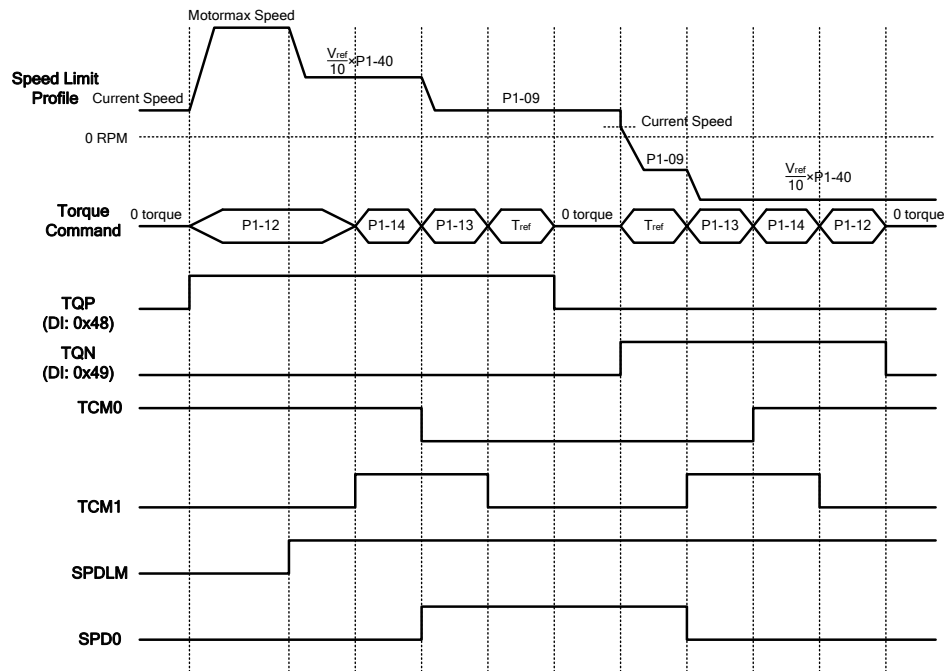 Motormax Speed
Vref
10 ×P1-40
Speed Limit
Profile
Current Speed
P1-09
0 RPM
Current Speed
P1-09
Vref
10 ×P1-40
Torque
Command
0 torque
P1-12
P1-14
P1-13
Tref
0 torque
Tref
P1-13
P1-14
P1-12
0 torque
TQP
(DI: 0x48)
TQN
(DI: 0x49)
TCM0
TCM1
SPDLM
SPD0